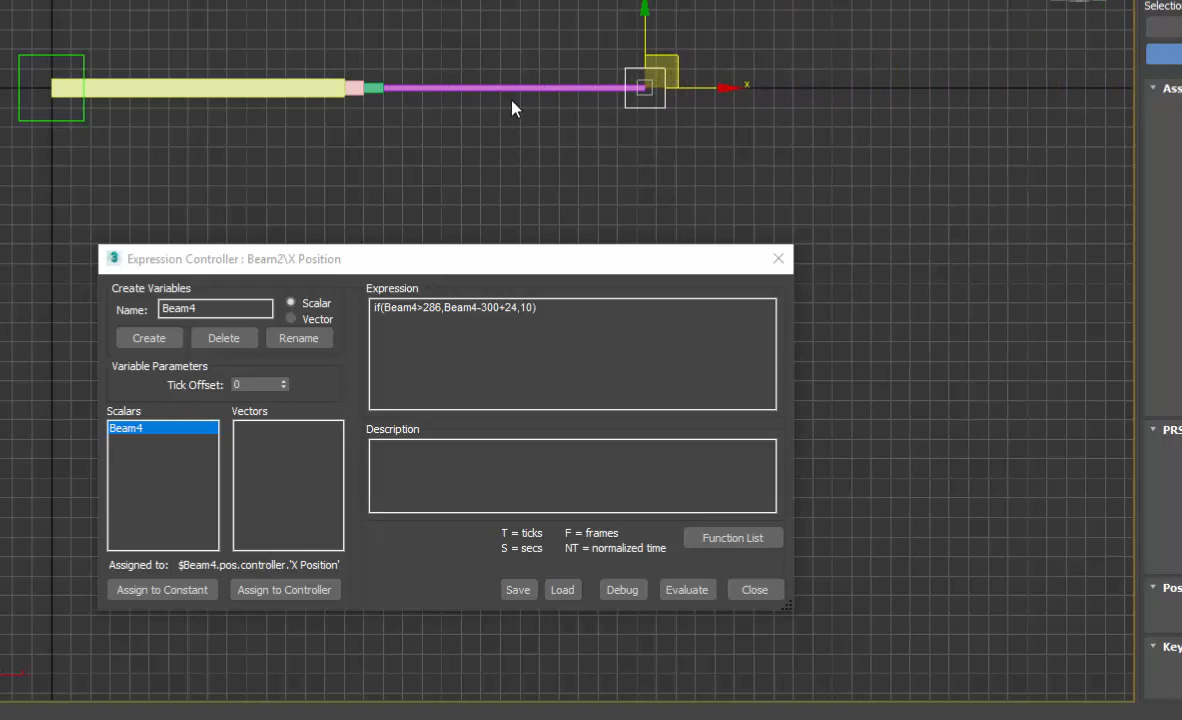 Selectio
x
Ass
3 Expression Controller : Beam2\X Position
Create Variables
Name: Beam4
Scalar
Vector
Create Delete Rename
Variable Parameters
Tick Offset: 0
Scalars Vectors
Beam4
Assigned to: $Beam4.pos.controller.'X Position'
Assign to Constant Assign to Controller
Expression
if(Beam4>286,Beam4-300+24,10)
Description
T = ticks F = frames
S = secs NT = normalized time
Function List
Save Load Debug Evaluate Close
PRS
Pos
Key